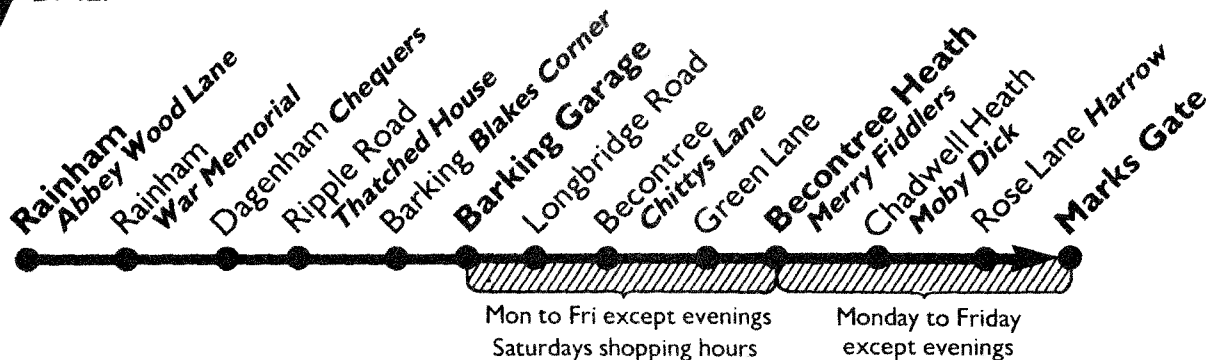 Rainham
Abbey Wood Lane
Rainham
War Memorial
Dagenham Chequers
Ripple Road
Thatched House
Barking Blakes Corner
Barking Garage
Longbridge Road
Becontree
Chittys Lane
Green Lane
Becontree Heath
Merry Fiddlers
Chadwell Heath
Moby Dick
Rose Lane Harrow
Marks Gate
Mon to Fri except evenings
Saturdays shopping hours
Monday to Friday
except evenings